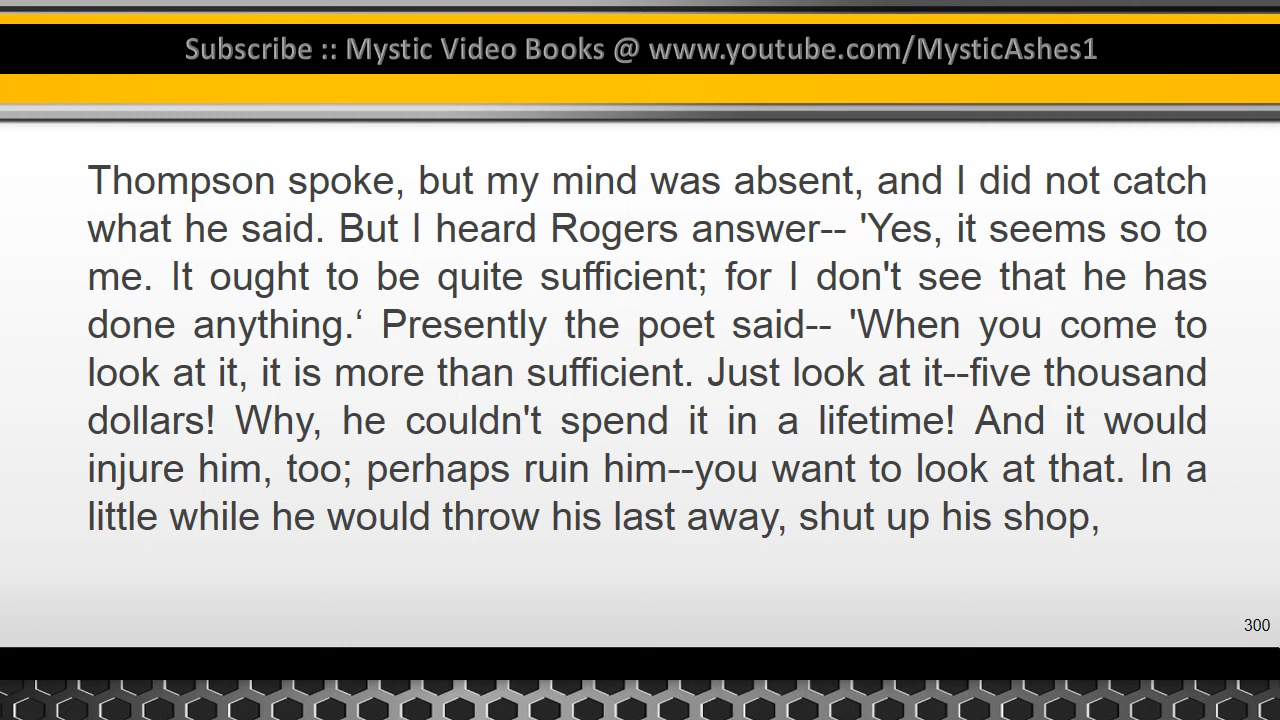 Subscribe :: Mystic Video Books @ www.youtube.com/MysticAshes1
Thompson spoke, but my mind was absent, and I did not catch
what he said. But I heard Rogers answer-- 'Yes, it seems so to
me. It ought to be quite sufficient; for I don't see that he has
done anything.‘ Presently the poet said-- 'When you come to
look at it, it is more than sufficient. Just look at it--five thousand
dollars! Why, he couldn't spend it in a lifetime! And it would
injure him, too; perhaps ruin him--you want to look at that. In a
little while he would throw his last away, shut up his shop,
300